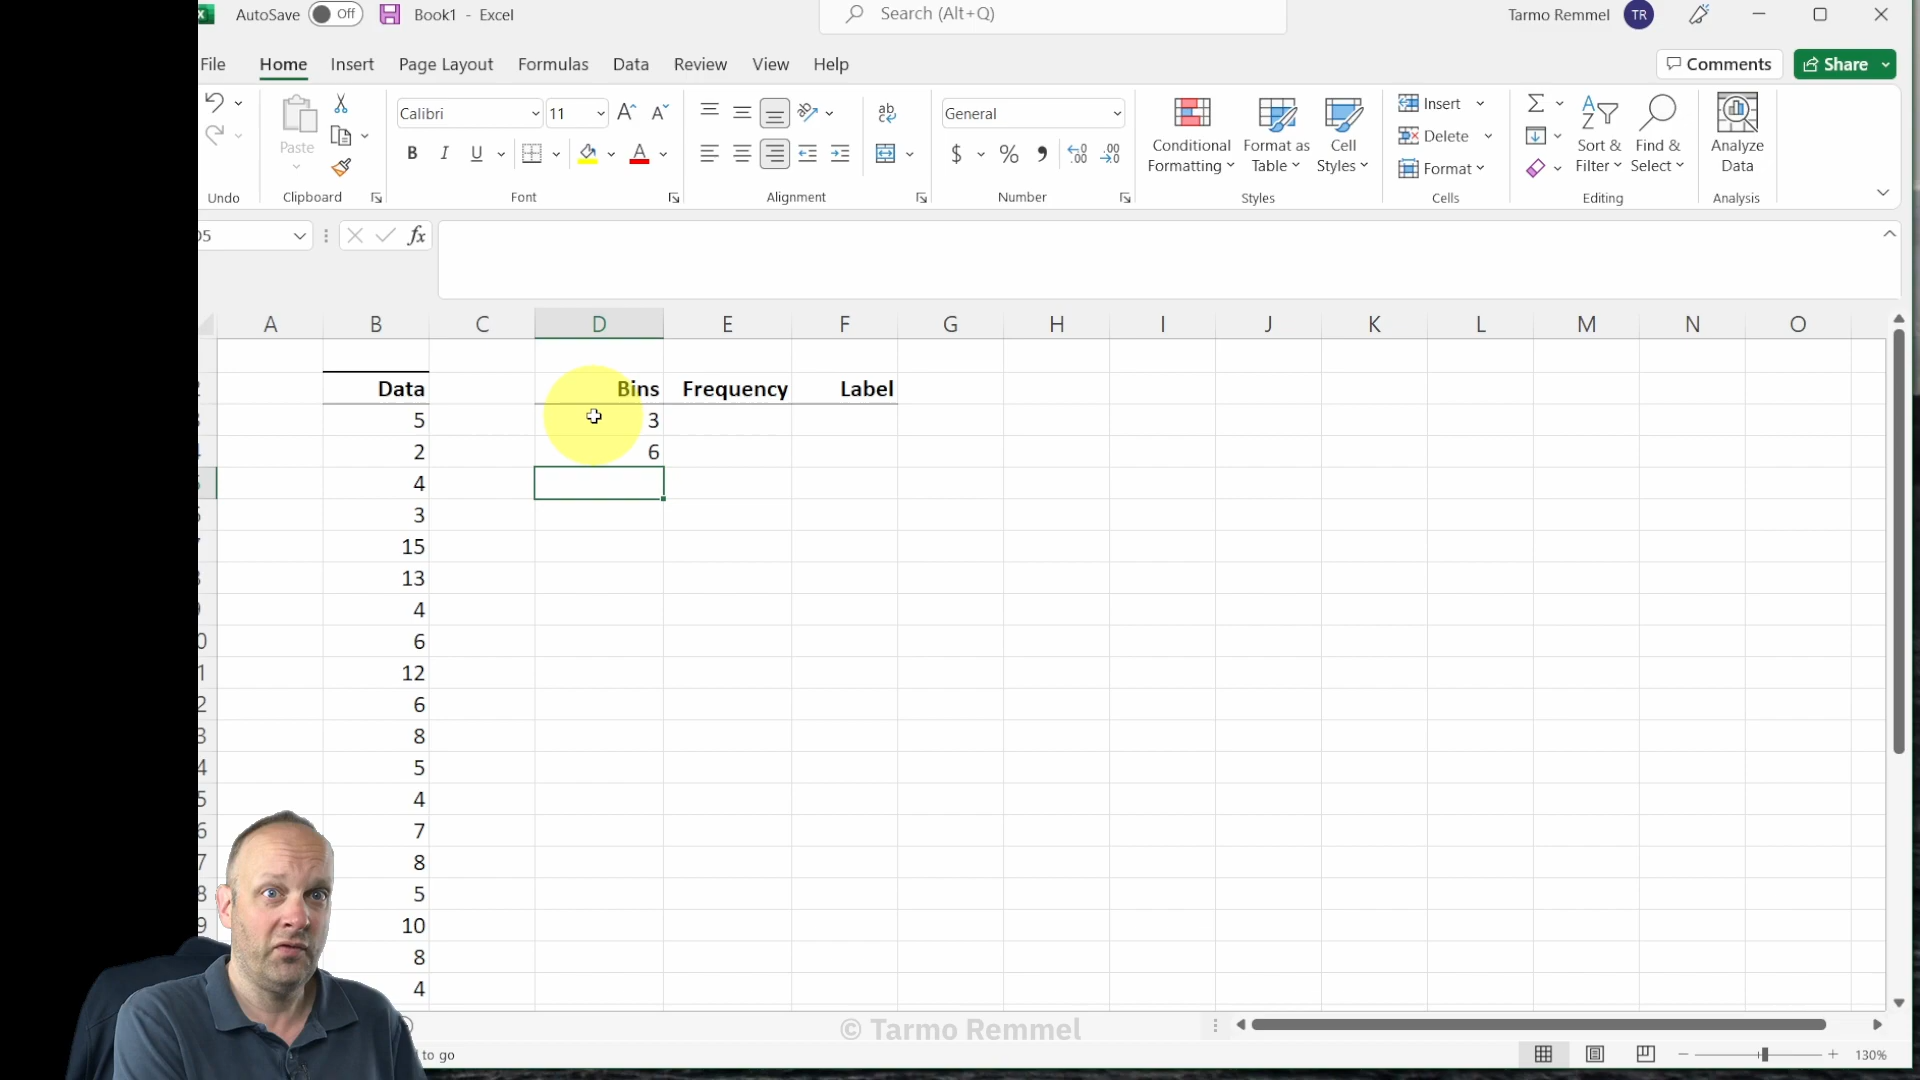 AutoSave Off Book1 - Excel Search (Alt+Q) Tarmo Remmel TR
File Home Insert Page Layout Formulas Data Review View Help Comments Share
Paste
Undo Clipboard
Calibri 11
B I U A
Font
ab
Alignment
General
$ % 
Number
Conditional Formatting
Format as Table
Cell Styles
Styles
Insert
Delete
Format
Cells
Sort & Filter
Find & Select
Editing
Analyze Data
Analysis
D5 fx
A B C D E F G H I J K L M N O
Data Bins Frequency Label
5 3
2 6
4
3
15
13
4
6
12
6
8
5
4
7
8
5
10
8
4
© Tarmo Remmel
to go 130%